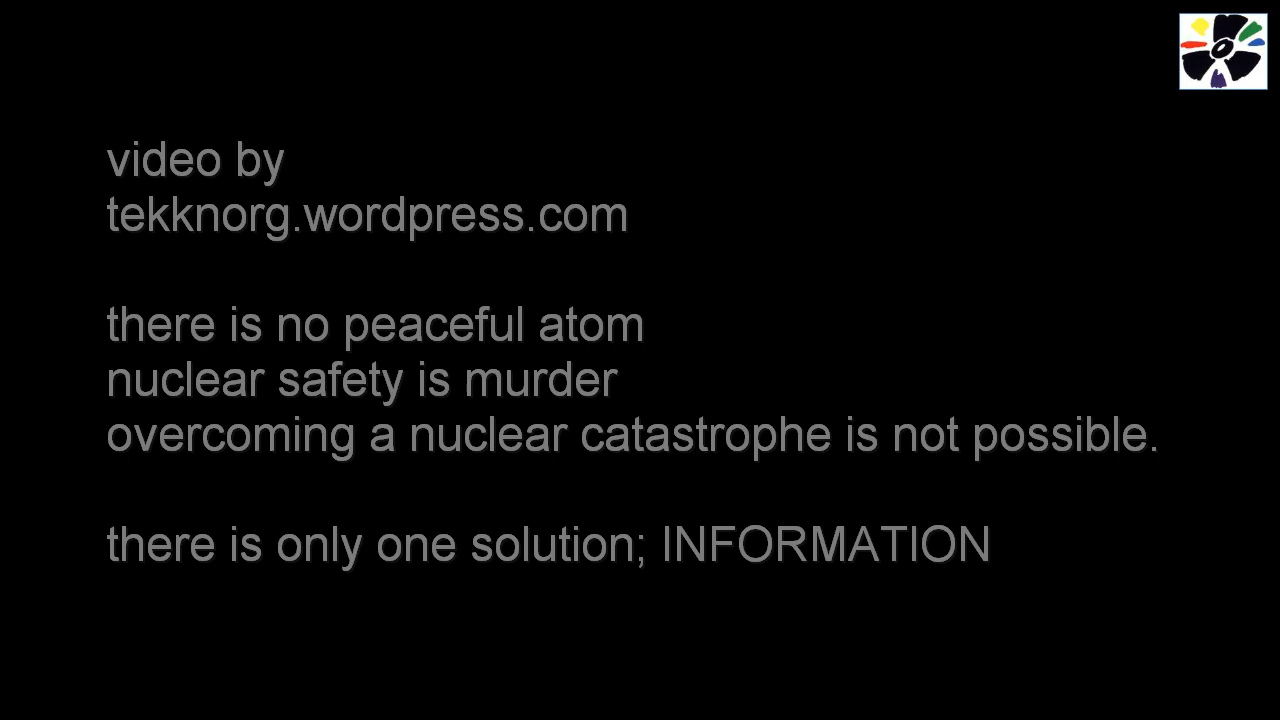 video by
tekknorg.wordpress.com
there is no peaceful atom
nuclear safety is murder
overcoming a nuclear catastrophe is not possible.
there is only one solution; INFORMATION